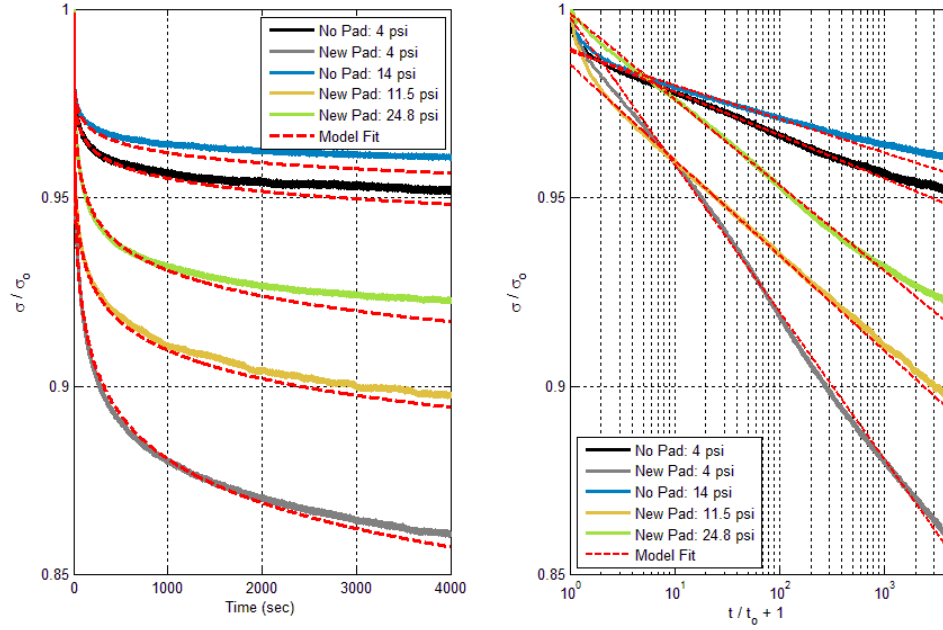 1
0.95
0.9
0.85
σ / σo
0
1000
2000
3000
4000
Time (sec)
No Pad: 4 psi
New Pad: 4 psi
No Pad: 14 psi
New Pad: 11.5 psi
New Pad: 24.8 psi
Model Fit
1
0.95
0.9
0.85
σ / σo
10^0
10^1
10^2
10^3
t / to + 1
No Pad: 4 psi
New Pad: 4 psi
No Pad: 14 psi
New Pad: 11.5 psi
New Pad: 24.8 psi
Model Fit